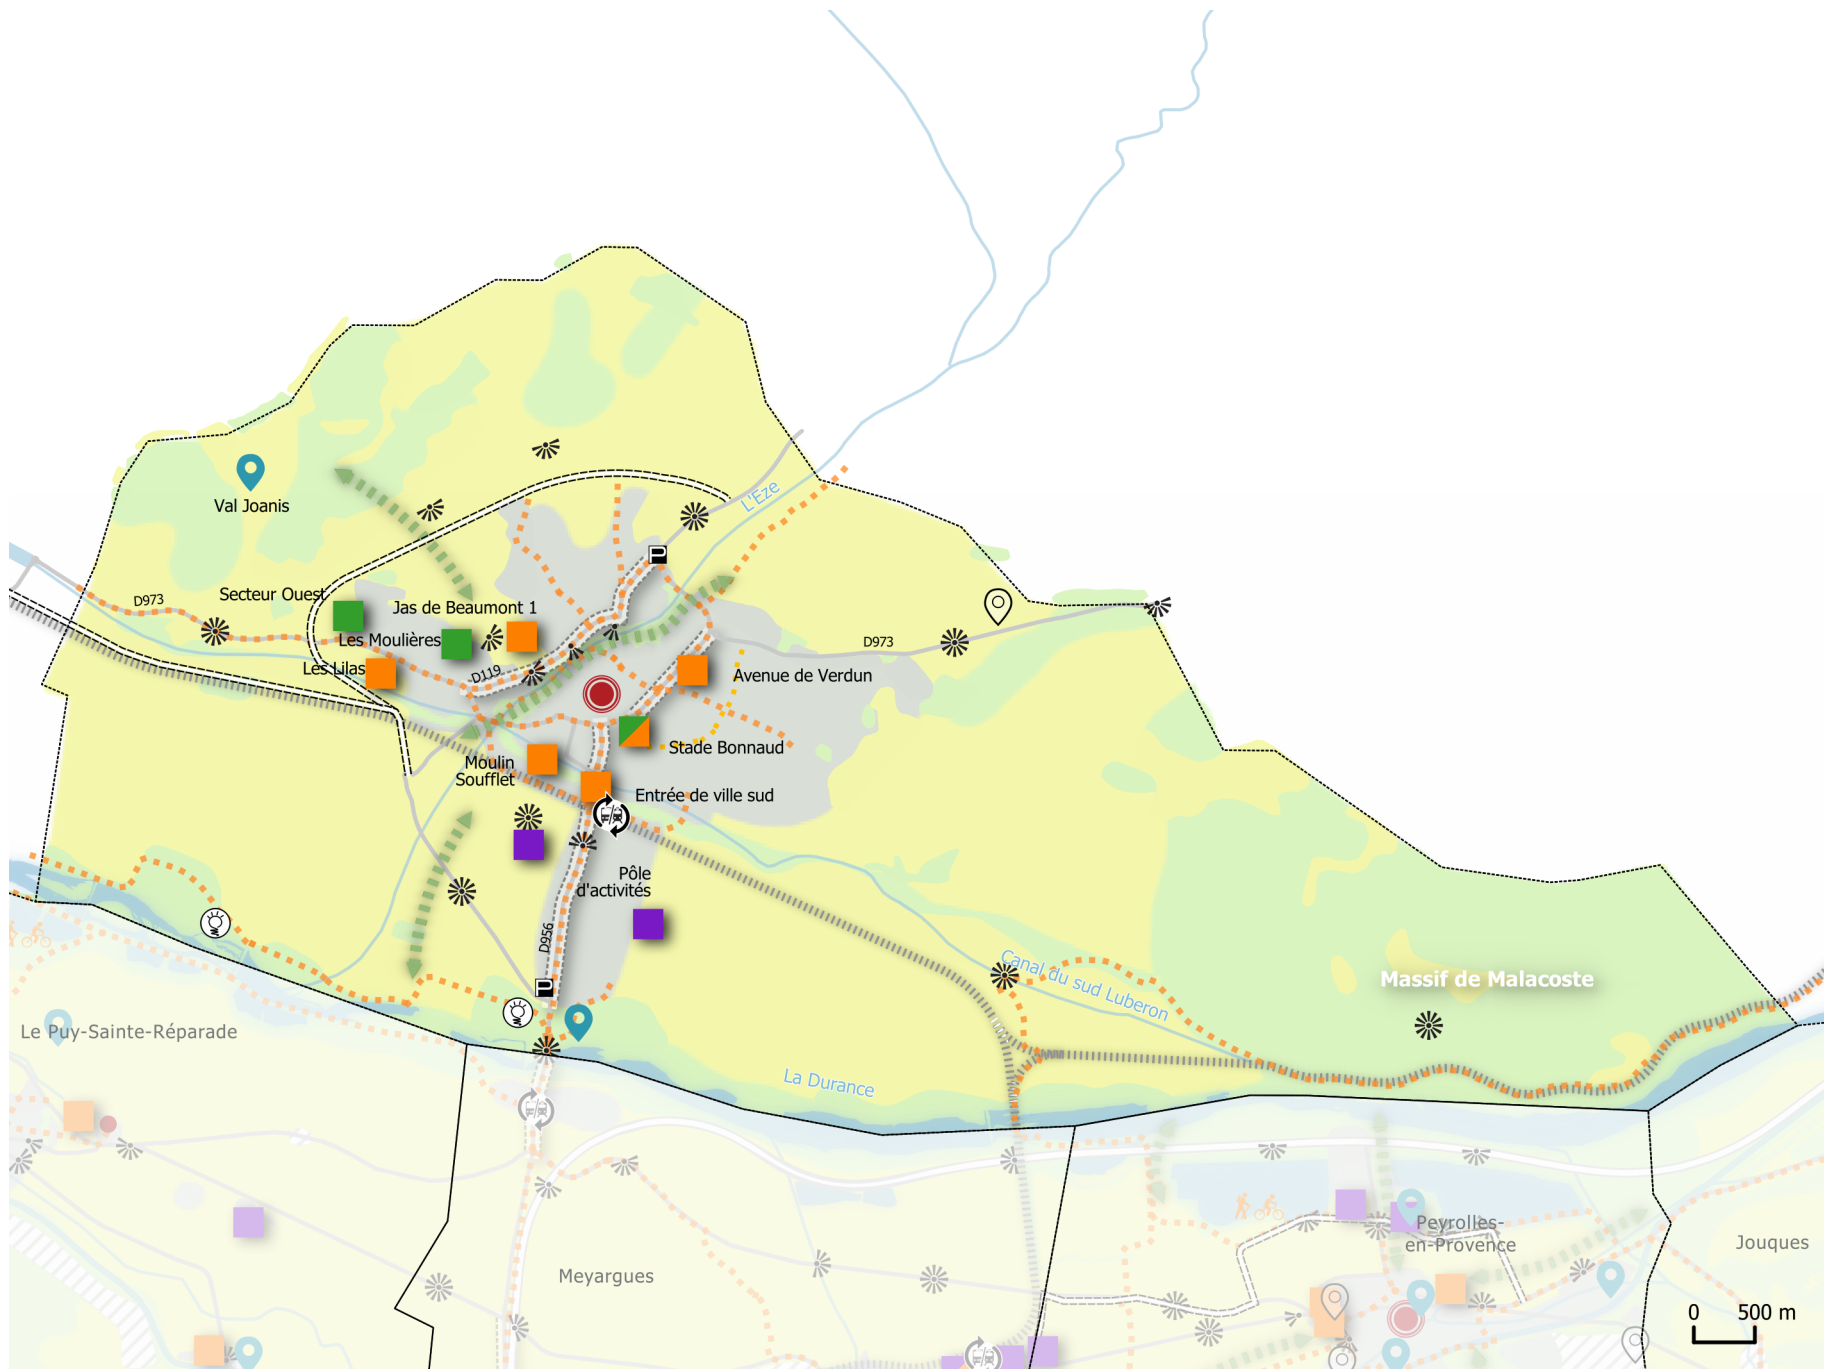 L'Eze
Val Joanis
Secteur Ouest
D973
Jas de Beaumont 1
Les Moulières
D973
Les Lilas
D119
Avenue de Verdun
Stade Bonnaud
Moulin
Soufflet
Entrée de ville sud
Pôle
d'activités
D956
Canal du sud Luberon
Massif de Malacoste
Le Puy-Sainte-Réparade
La Durance
Peyrolles-
en-Provence
Jouques
Meyargues
0 500 m